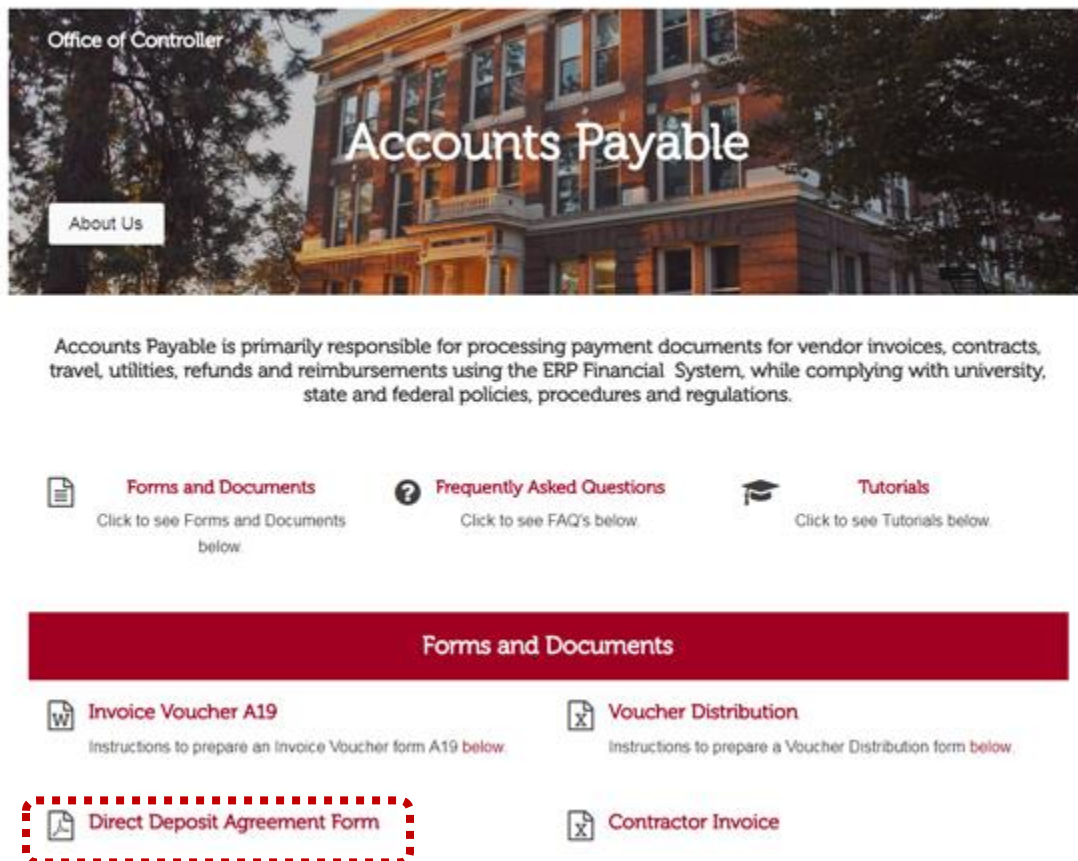 Office of Controller
Accounts Payable
About Us
Accounts Payable is primarily responsible for processing payment documents for vendor invoices, contracts,
travel, utilities, refunds and reimbursements using the ERP Financial System, while complying with university,
state and federal policies, procedures and regulations.
Forms and Documents
Click to see Forms and Documents
below.
Frequently Asked Questions
Click to see FAQ's below.
Tutorials
Click to see Tutorials below.
Forms and Documents
Invoice Voucher A19
Instructions to prepare an Invoice Voucher form A19 below.
Voucher Distribution
Instructions to prepare a Voucher Distribution form below.
Direct Deposit Agreement Form
Contractor Invoice